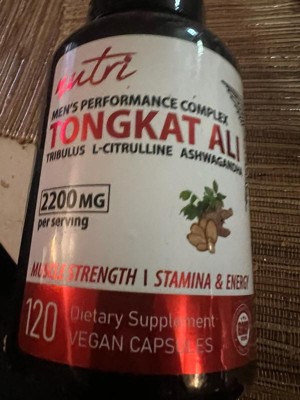 nutri
MEN'S PERFORMANCE COMPLEX
TONGKAT ALI
TRIBULUS L-CITRULLINE ASHWAGANDHA
2200 MG
per serving
MUSCLE STRENGTH | STAMINA & ENERGY
120 Dietary Supplement
VEGAN CAPSULES